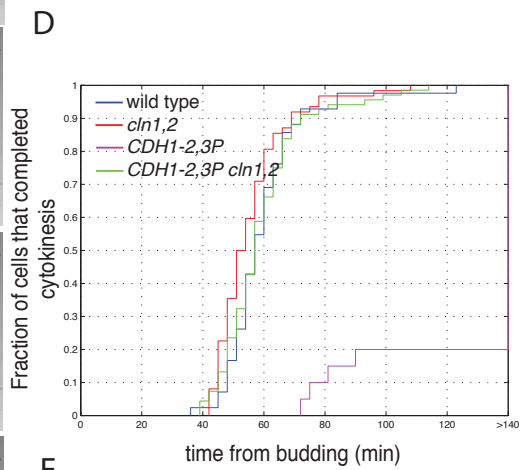 D
Fraction of cells that completed
cytokinesis
1
0.9
0.8
0.7
0.6
0.5
0.4
0.3
0.2
0.1
0
wild type
cln1,2
CDH1-2,3P
CDH1-2,3P cln1,2
0 20 40 60 80 100 120 >140
time from budding (min)